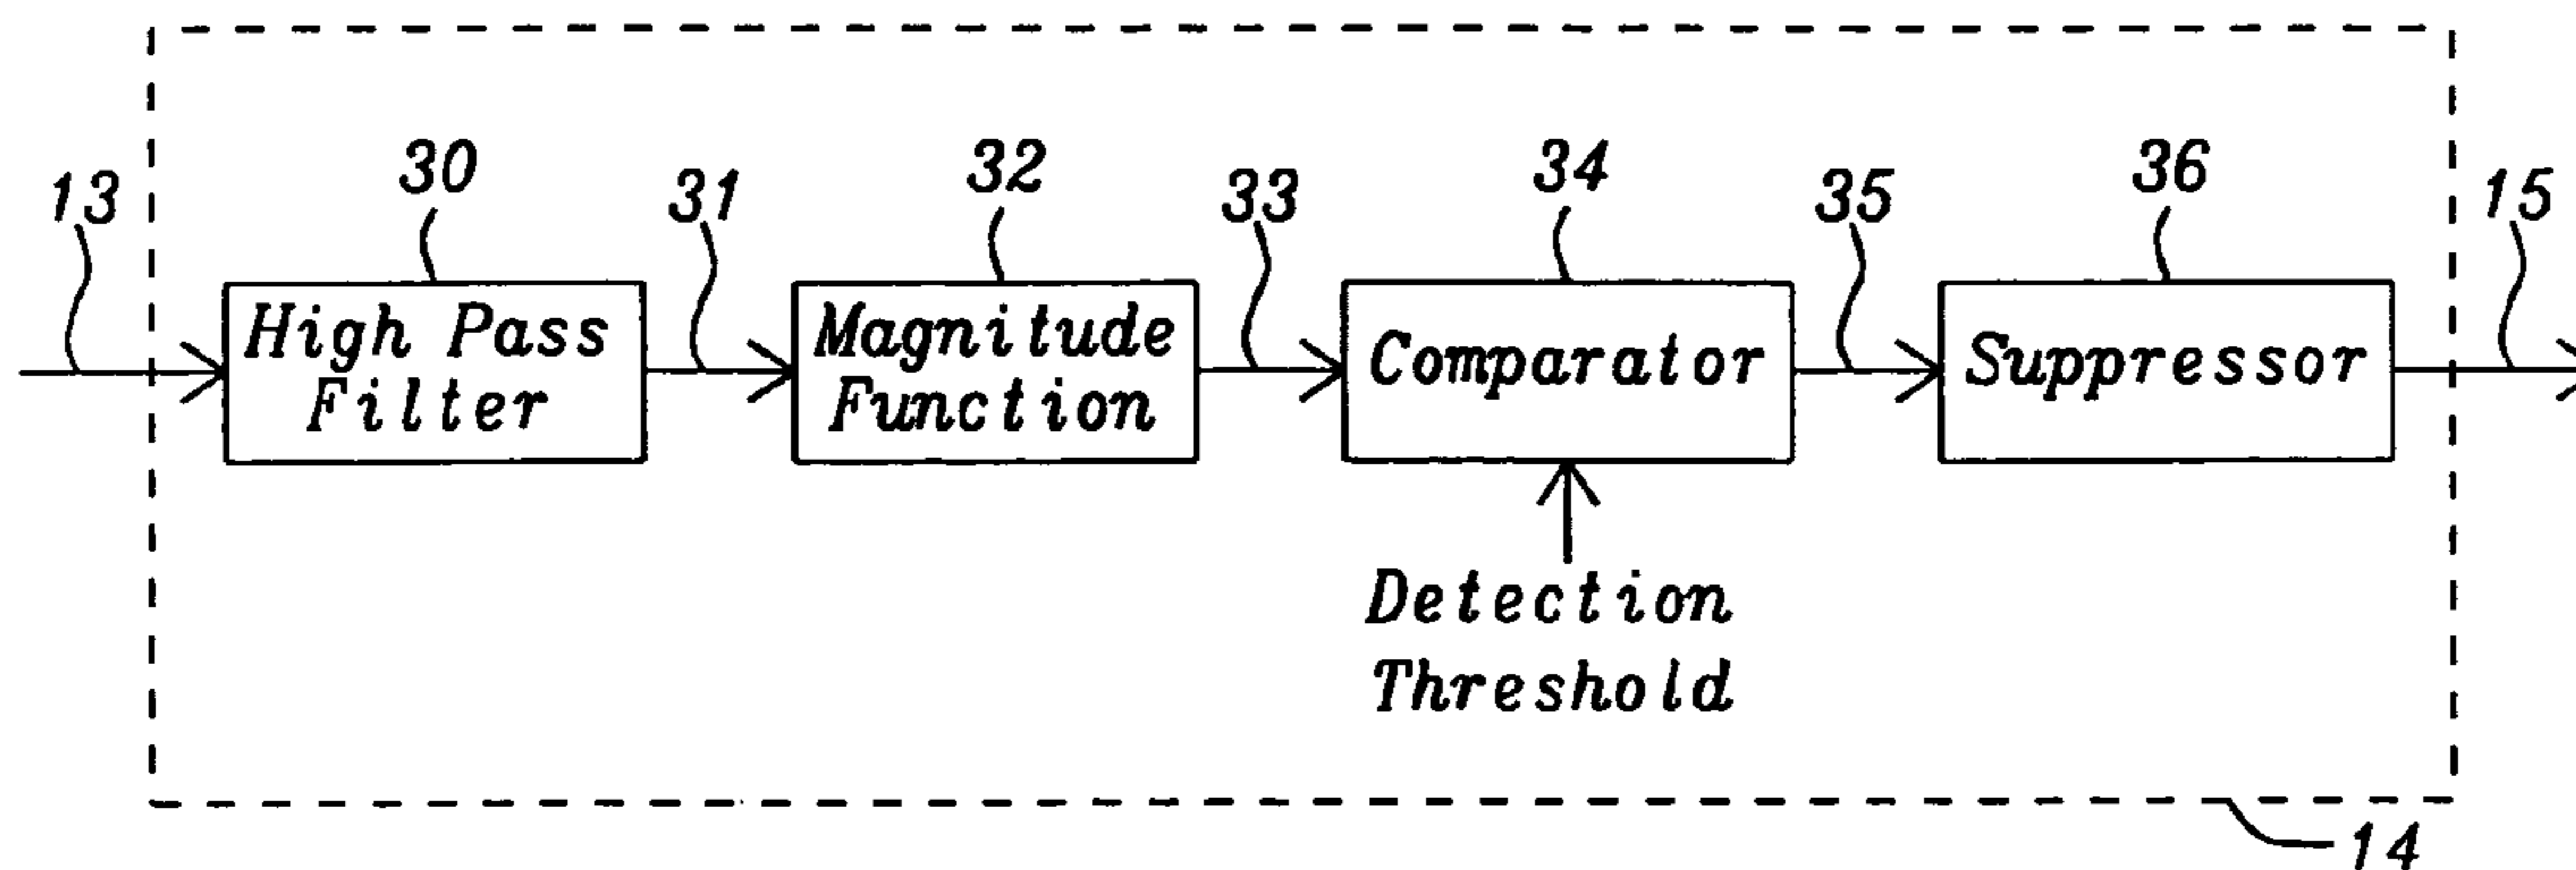 30
32
34
36
13
31
33
35
15
High Pass
Filter
Magnitude
Function
Comparator
Suppressor
Detection
Threshold
14